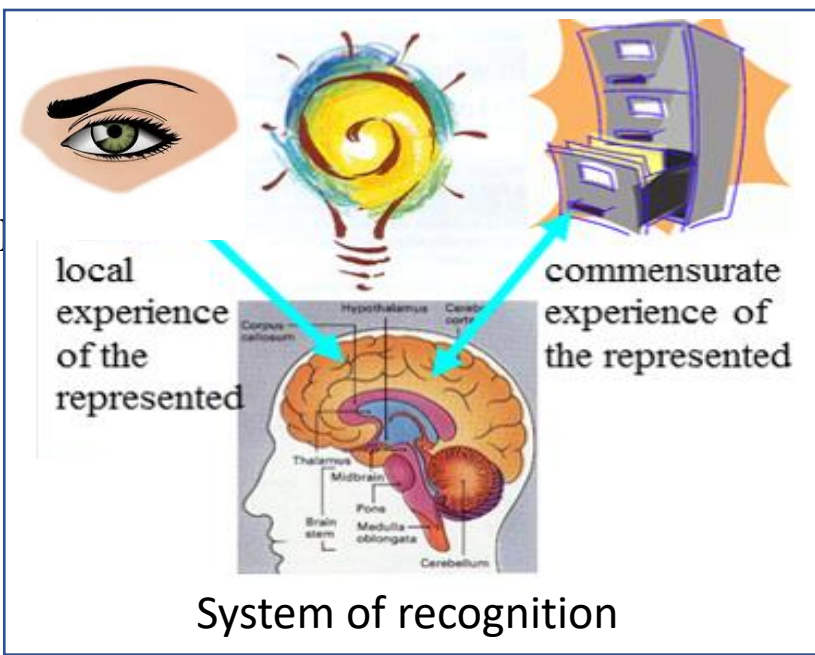 local
experience
of the
represented
commensurate
experience of
the represented
Hypothalamus
Corpus
callosum
Thalamus
Midbrain
Pons
Brain
stem
Medulla
oblongata
Cerebellum
System of recognition